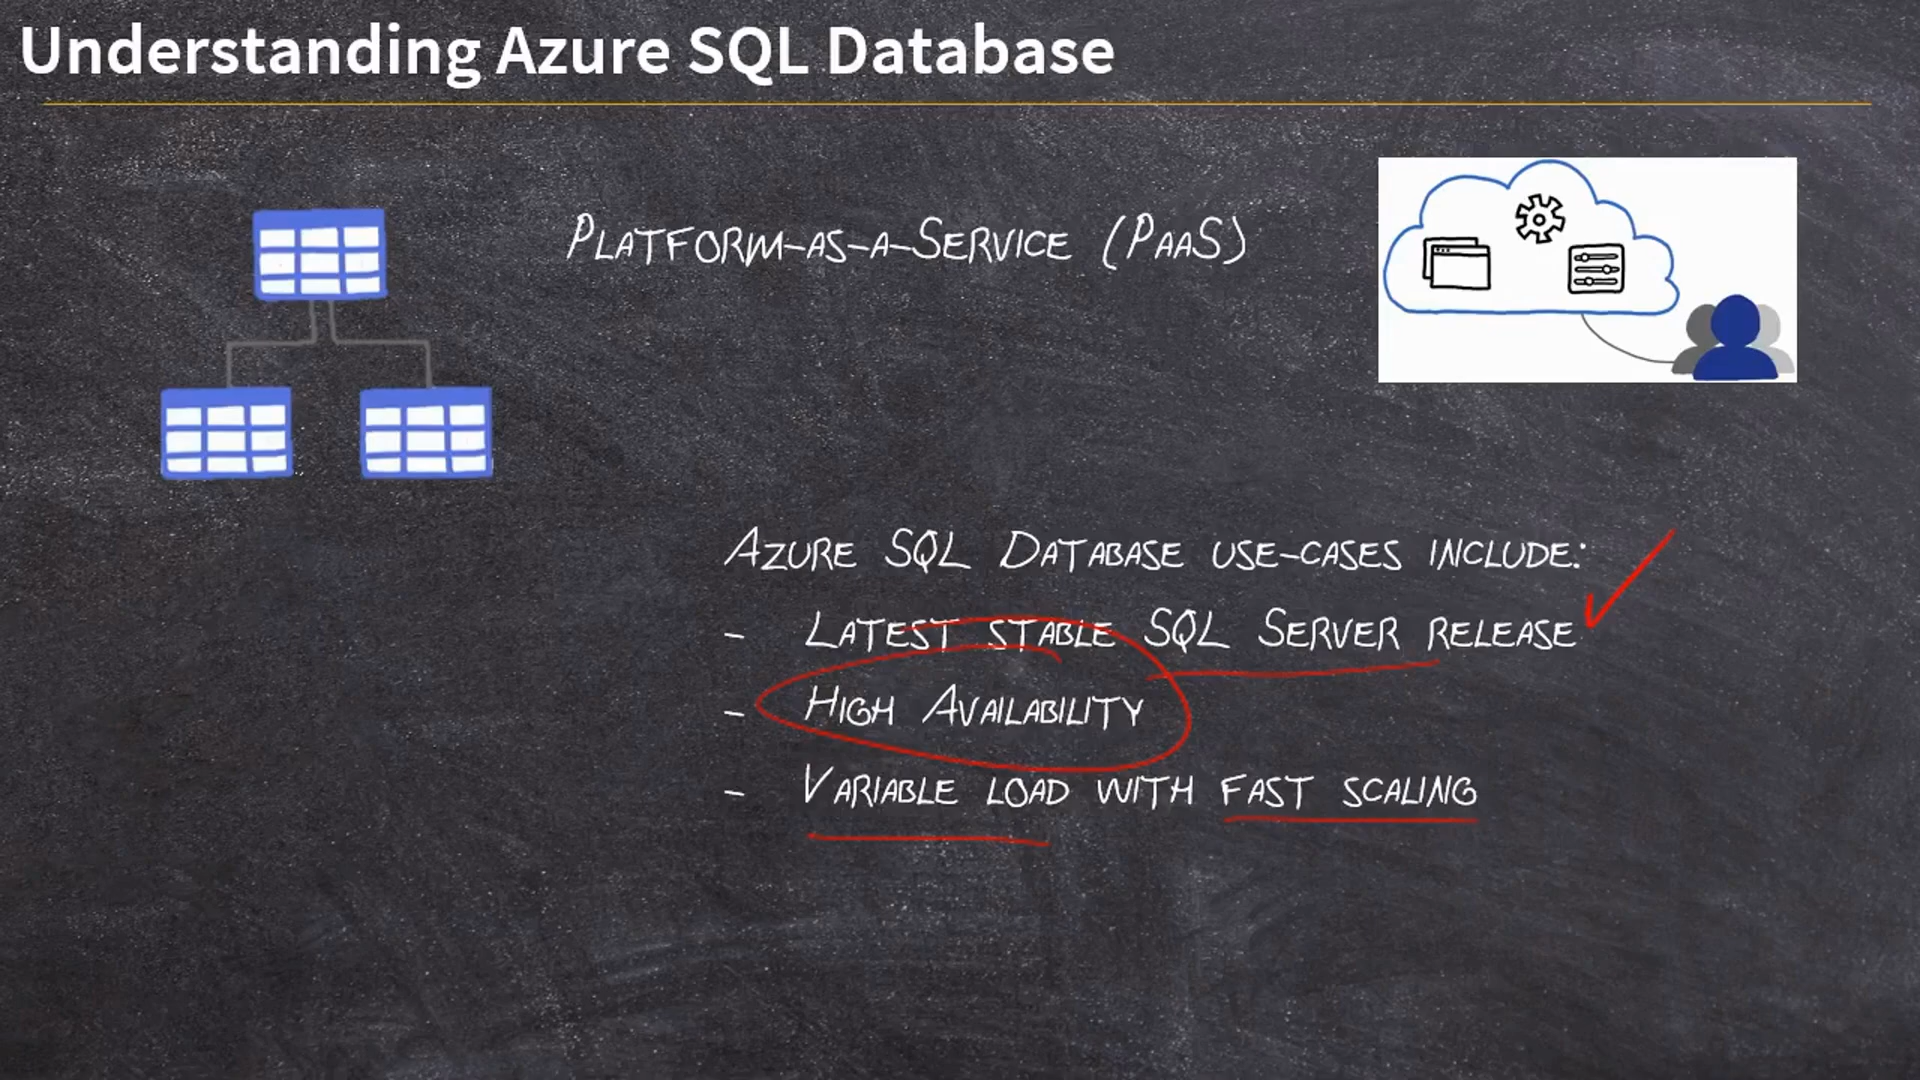 Understanding Azure SQL Database
Platform-as-a-Service (PaaS)
Azure SQL Database use-cases include:
- Latest stable SQL Server release
- High Availability
- Variable load with fast scaling